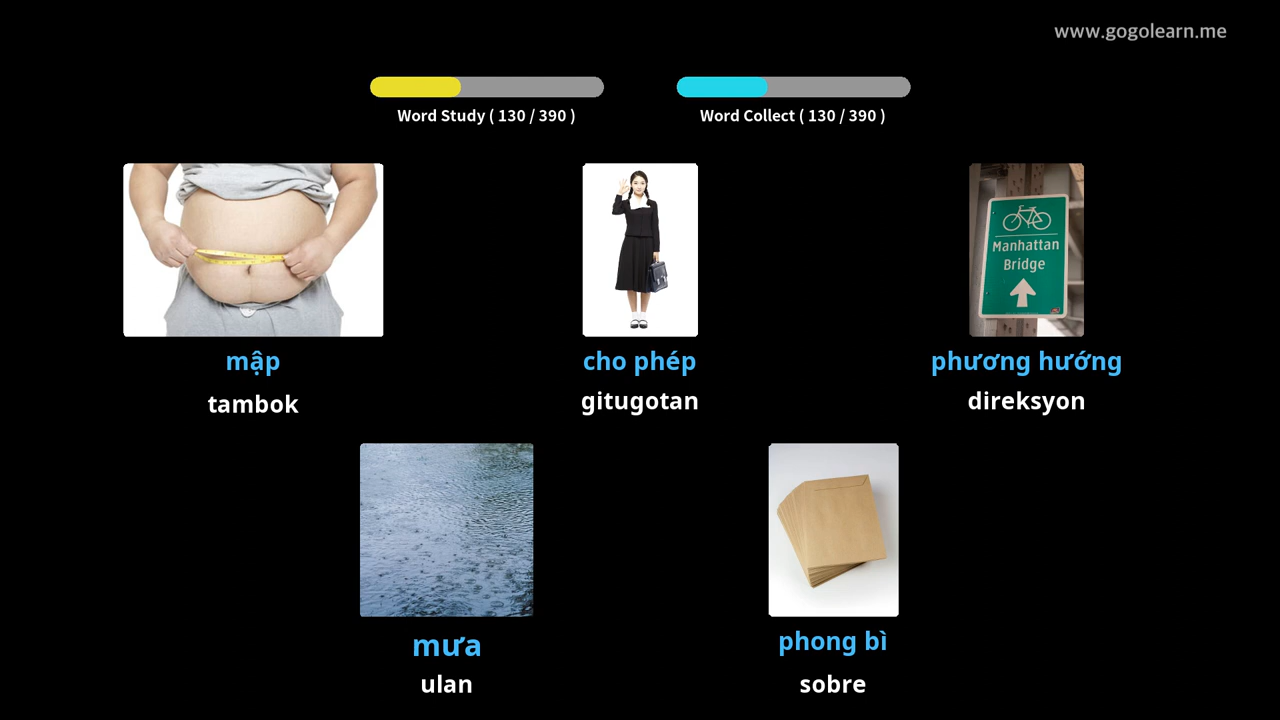 www.gogolearn.me
Word Study ( 130 / 390 )
Word Collect ( 130 / 390 )
Manhattan
Bridge
mập
cho phép
phương hướng
tambok
gitugotan
direksyon
mưa
phong bì
ulan
sobre